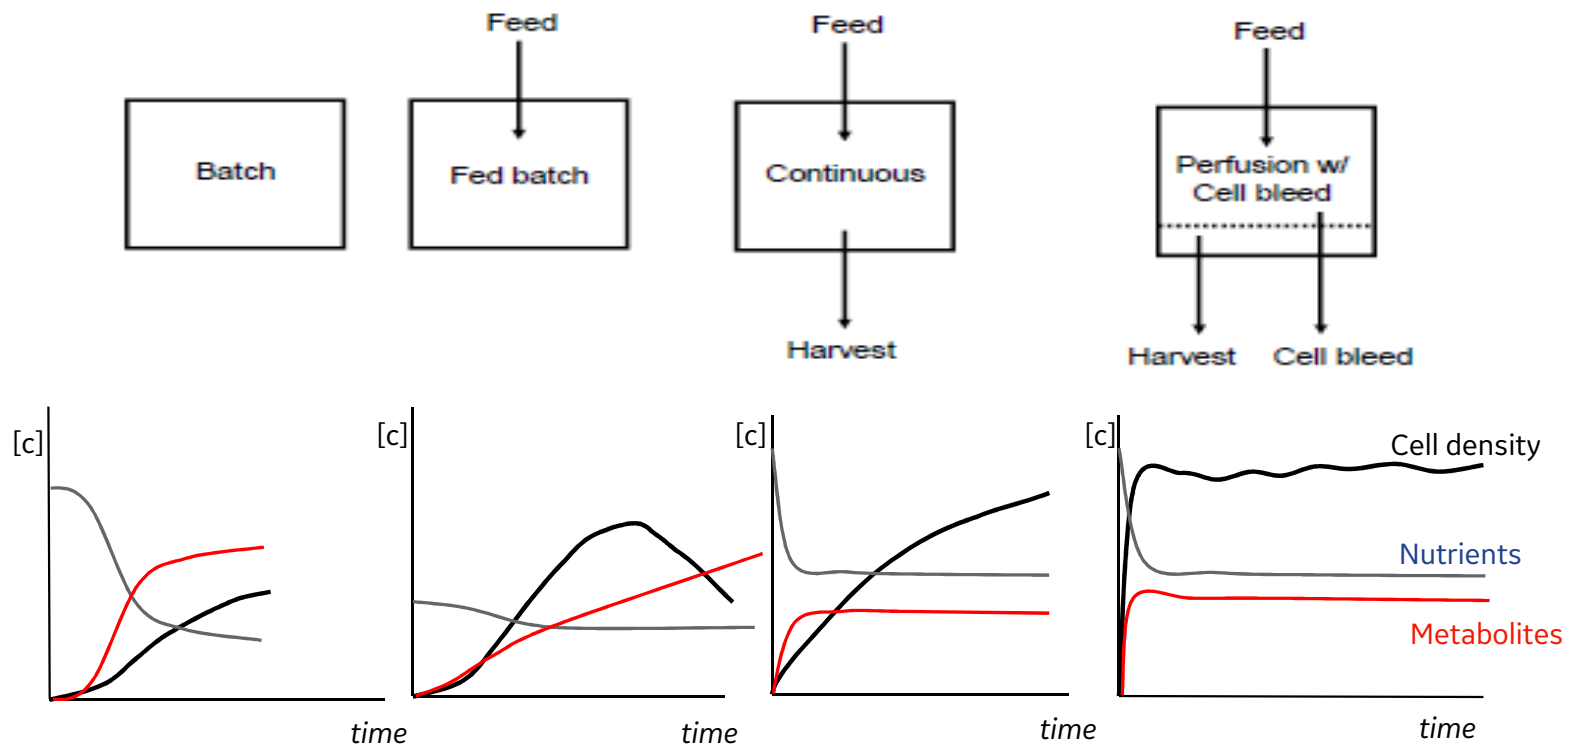 Feed
Feed
Feed
Batch
Fed batch
Continuous
Perfusion w/
Cell bleed
Harvest
Harvest
Cell bleed
[c]
[c]
[c]
[c]
Cell density
Nutrients
Metabolites
time
time
time
time